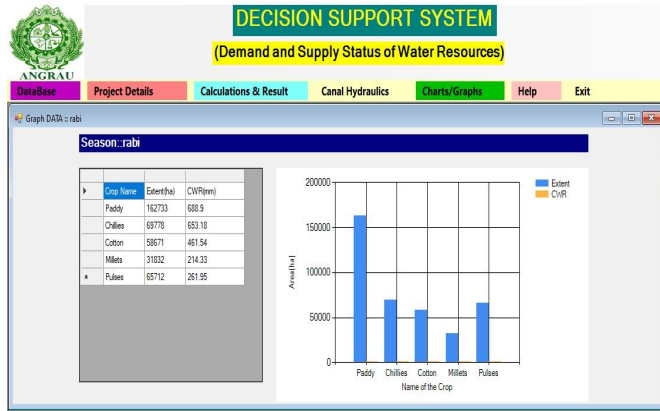 DECISION SUPPORT SYSTEM
(Demand and Supply Status of Water Resources)
ANGRAU
DataBase Project Details Calculations & Result Canal Hydraulics Charts/Graphs Help Exit
Graph DATA :: rabi
Season::rabi
Crop Name Extent(ha) CWR(mm)
Paddy 162733 688.9
Chillies 69778 653.18
Cotton 58671 461.54
Millets 31832 214.33
Pulses 65712 261.95
200000
150000
100000
50000
0
Area(ha)
Paddy Chillies Cotton Millets Pulses
Name of the Crop
Extent
CWR